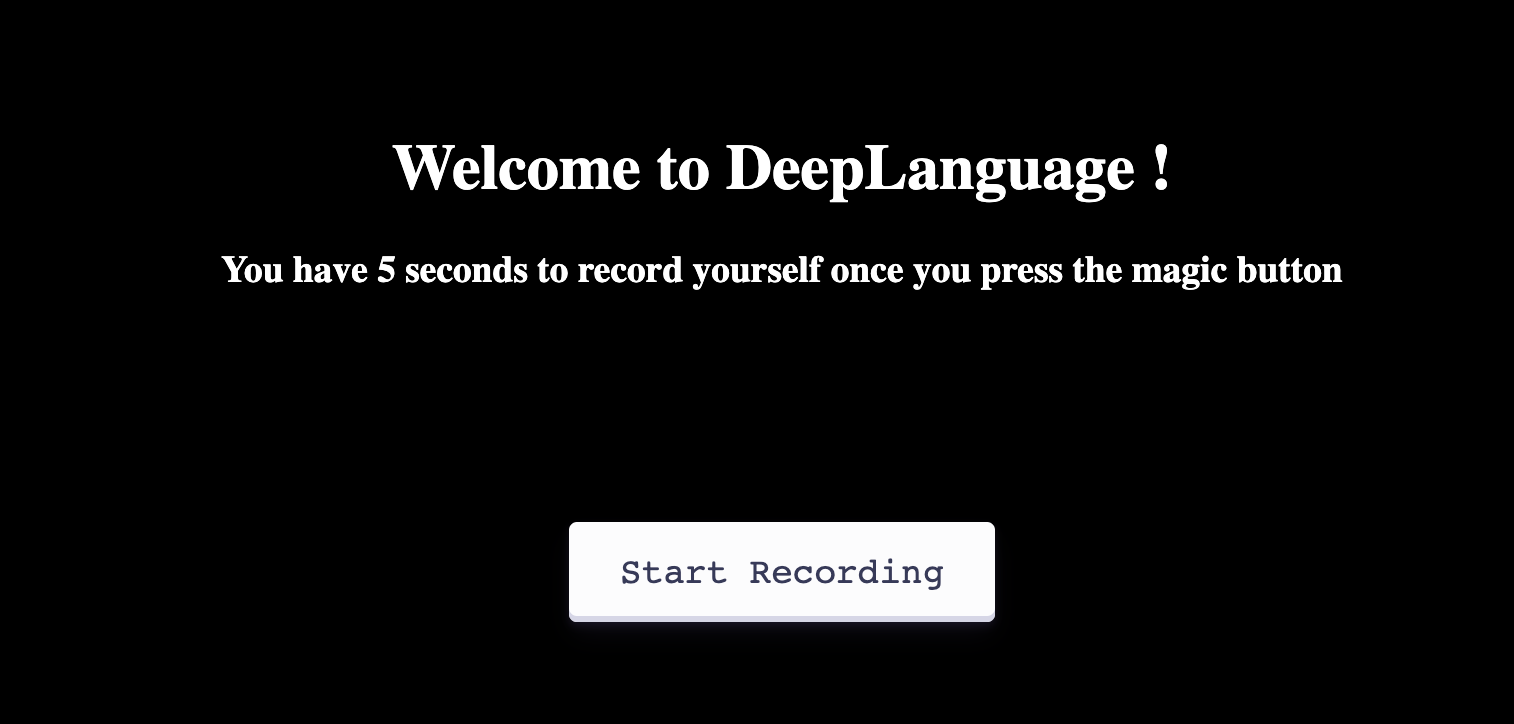 Welcome to DeepLanguage !
You have 5 seconds to record yourself once you press the magic button
Start Recording